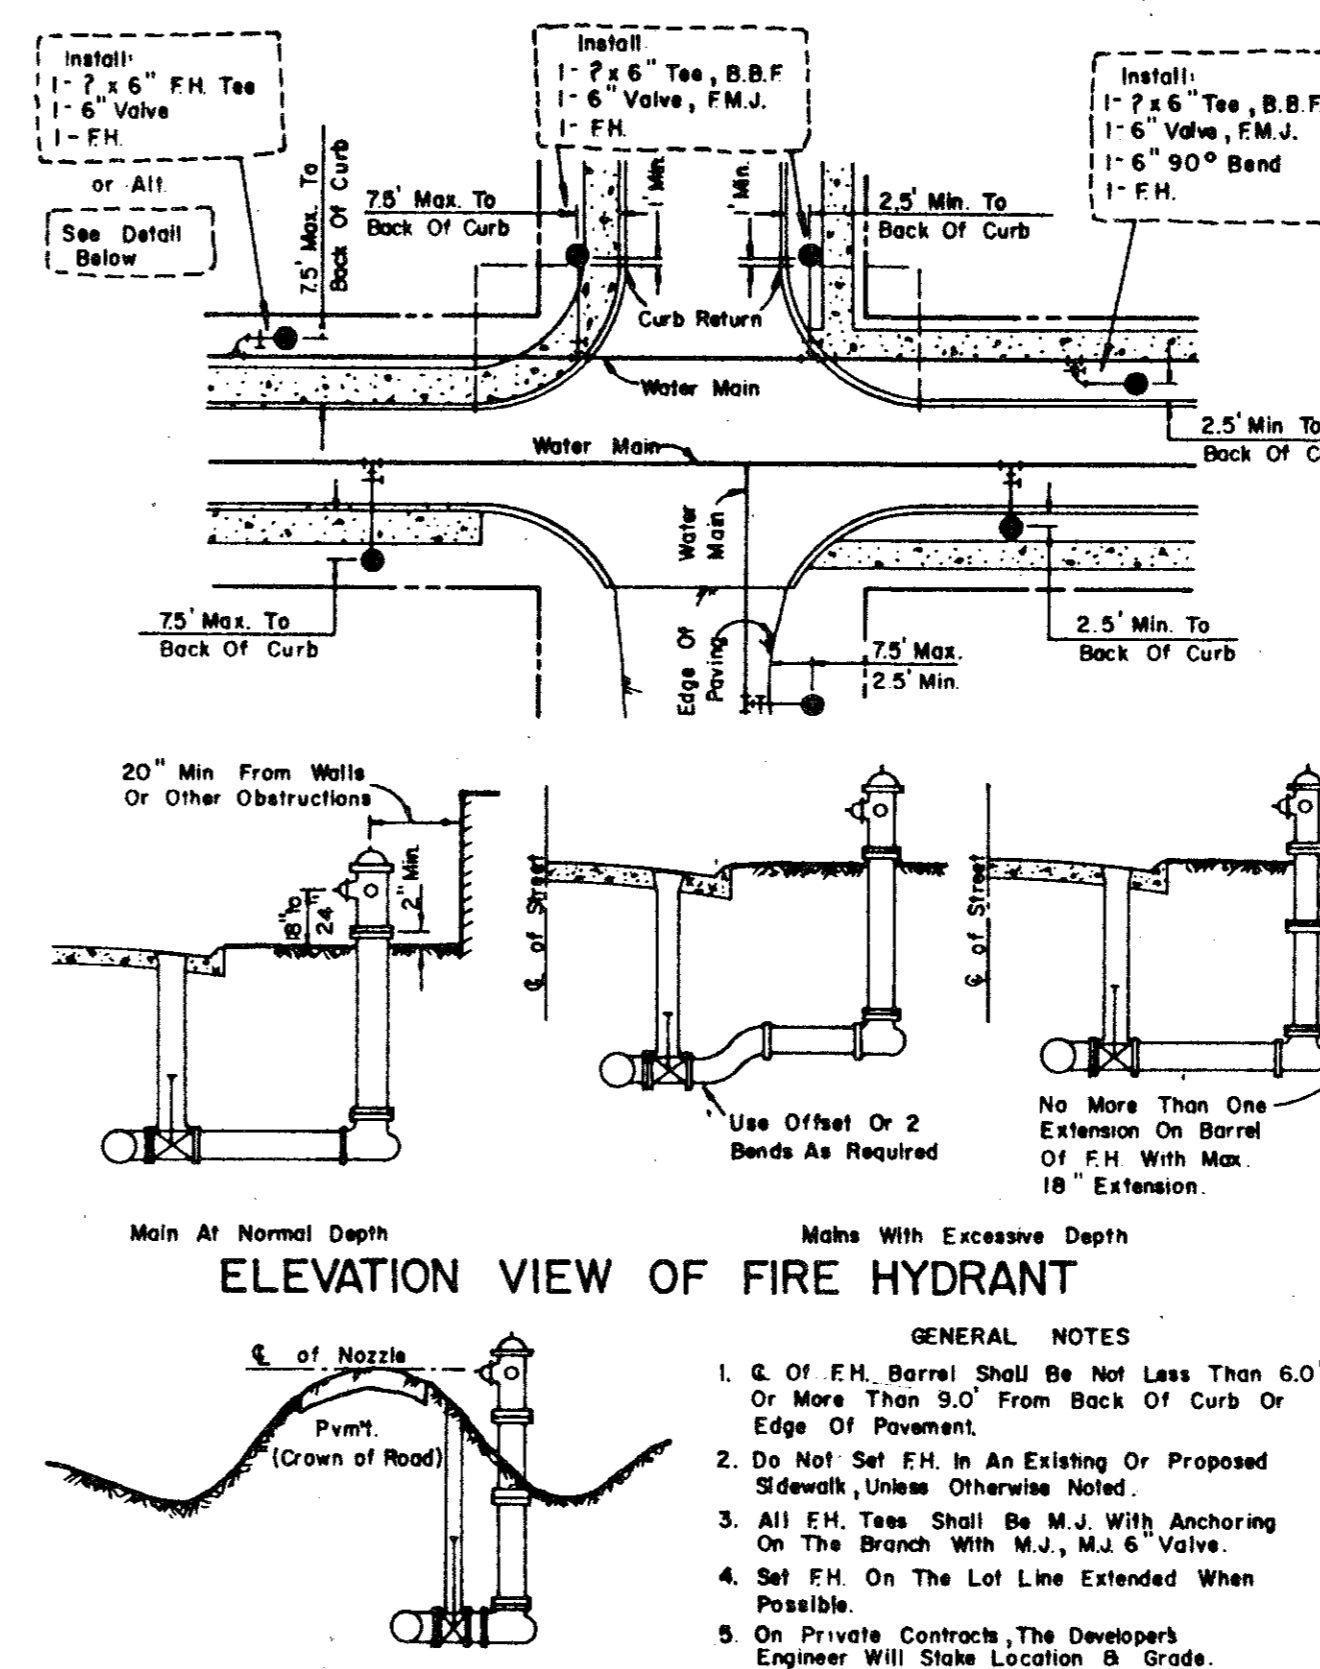 Install:
1- ? x 6" F.H. Tee
1- 6" Valve
1- F.H.
or Alt.
See Detail
Below
7.5' Max. To
Back Of Curb
Install
1- ? x 6" Tee, B.B.F.
1- 6" Valve, F.M.J.
1- F.H.
7.5' Max. To
Back Of Curb
1' Min.
1' Min.
2.5' Min. To
Back Of Curb
Install:
1- ? x 6" Tee, B.B.F.
1- 6" Valve, F.M.J.
1- 6" 90° Bend
1- F.H.
Curb Return
Water Main
Water Main
2.5' Min To
Back Of C
Water
Main
Edge Of
Paving
7.5' Max. To
Back Of Curb
7.5' Max.
2.5' Min.
2.5' Min. To
Back Of Curb
20" Min From Walls
Or Other Obstructions
18" to
24"
2" Min.
℄ of Street
℄ of Street
Use Offset Or 2
Bends As Required
No More Than One
Extension On Barrel
Of F.H. With Max.
18" Extension.
Main At Normal Depth
Mains With Excessive Depth
ELEVATION VIEW OF FIRE HYDRANT
℄ of Nozzle
Pvm't.
(Crown of Road)
GENERAL NOTES
1. ℄ Of F.H. Barrel Shall Be Not Less Than 6.0'
Or More Than 9.0' From Back Of Curb Or
Edge Of Pavement.
2. Do Not Set F.H. In An Existing Or Proposed
Sidewalk, Unless Otherwise Noted.
3. All F.H. Tees Shall Be M.J. With Anchoring
On The Branch With M.J., M.J. 6" Valve.
4. Set F.H. On The Lot Line Extended When
Possible.
5. On Private Contracts, The Developer's
Engineer Will Stake Location & Grade.